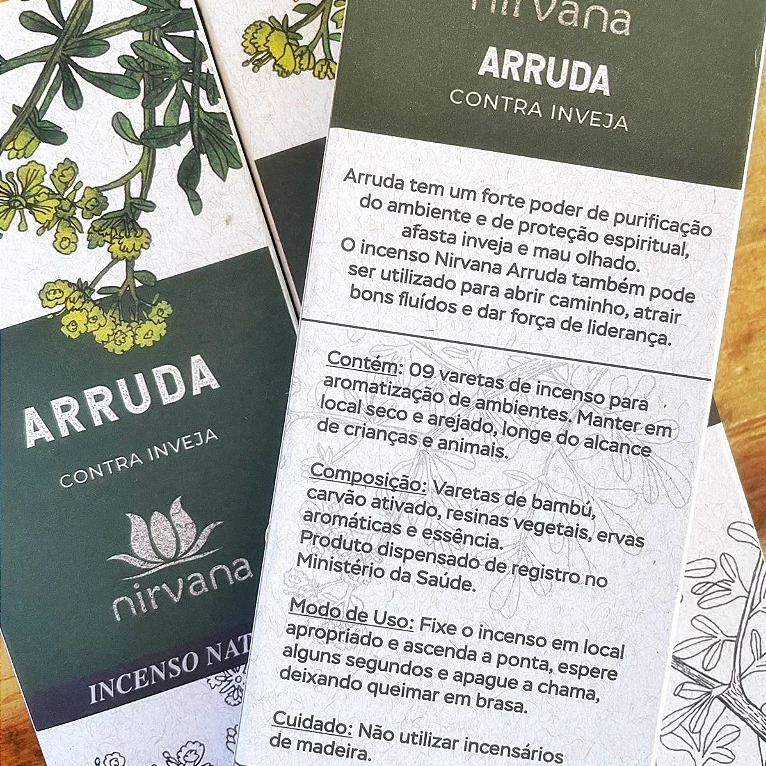 nirvana
ARRUDA
CONTRA INVEJA
Arruda tem um forte poder de purificação
do ambiente e de proteção espiritual,
afasta inveja e mau olhado.
O incenso Nirvana Arruda também pode
ser utilizado para abrir caminho, atrair
bons fluídos e dar força de liderança.
Contém: 09 varetas de incenso para
aromatização de ambientes. Manter em
local seco e arejado, longe do alcance
de crianças e animais.
Composição: Varetas de bambú,
carvão ativado, resinas vegetais, ervas
aromáticas e essência.
Produto dispensado de registro no
Ministério da Saúde.
Modo de Uso: Fixe o incenso em local
apropriado e ascenda a ponta, espere
alguns segundos e apague a chama,
deixando queimar em brasa.
Cuidado: Não utilizar incensários
de madeira.
ARRUDA
CONTRA INVEJA
nirvana
INCENSO NAT